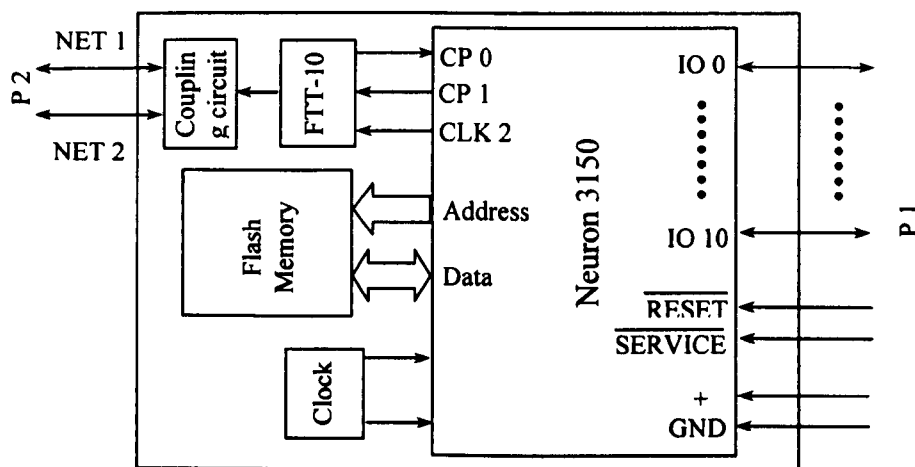 NET 1
P 2
NET 2
Couplin
g circuit
FTT-10
CP 0
CP 1
CLK 2
Flash
Memory
Address
Data
Clock
Neuron 3150
IO 0
IO 10
RESET
SERVICE
+
GND
P 1